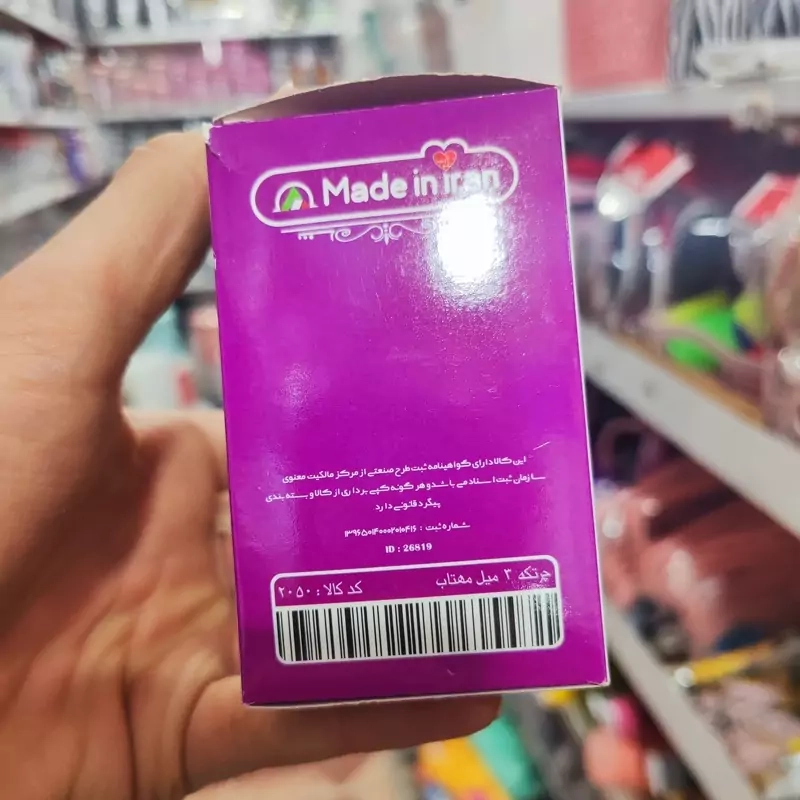 Made in iran
این کالا دارای گواهینامه ثبت طرح صنعتی از مرکز مالکیت معنوی
سازمان ثبت اسناد می باشد و هر گونه کپی برداری از کالا و بسته بندی
پیگرد قانونی دارد
شماره ثبت : ۱۳۹۶۵۰۱۴۰۰۰۲۰۱۰۴۱۶
ID : 26819
چرتکه ۳ میل مهتاب کد کالا : ۲۰۵۰